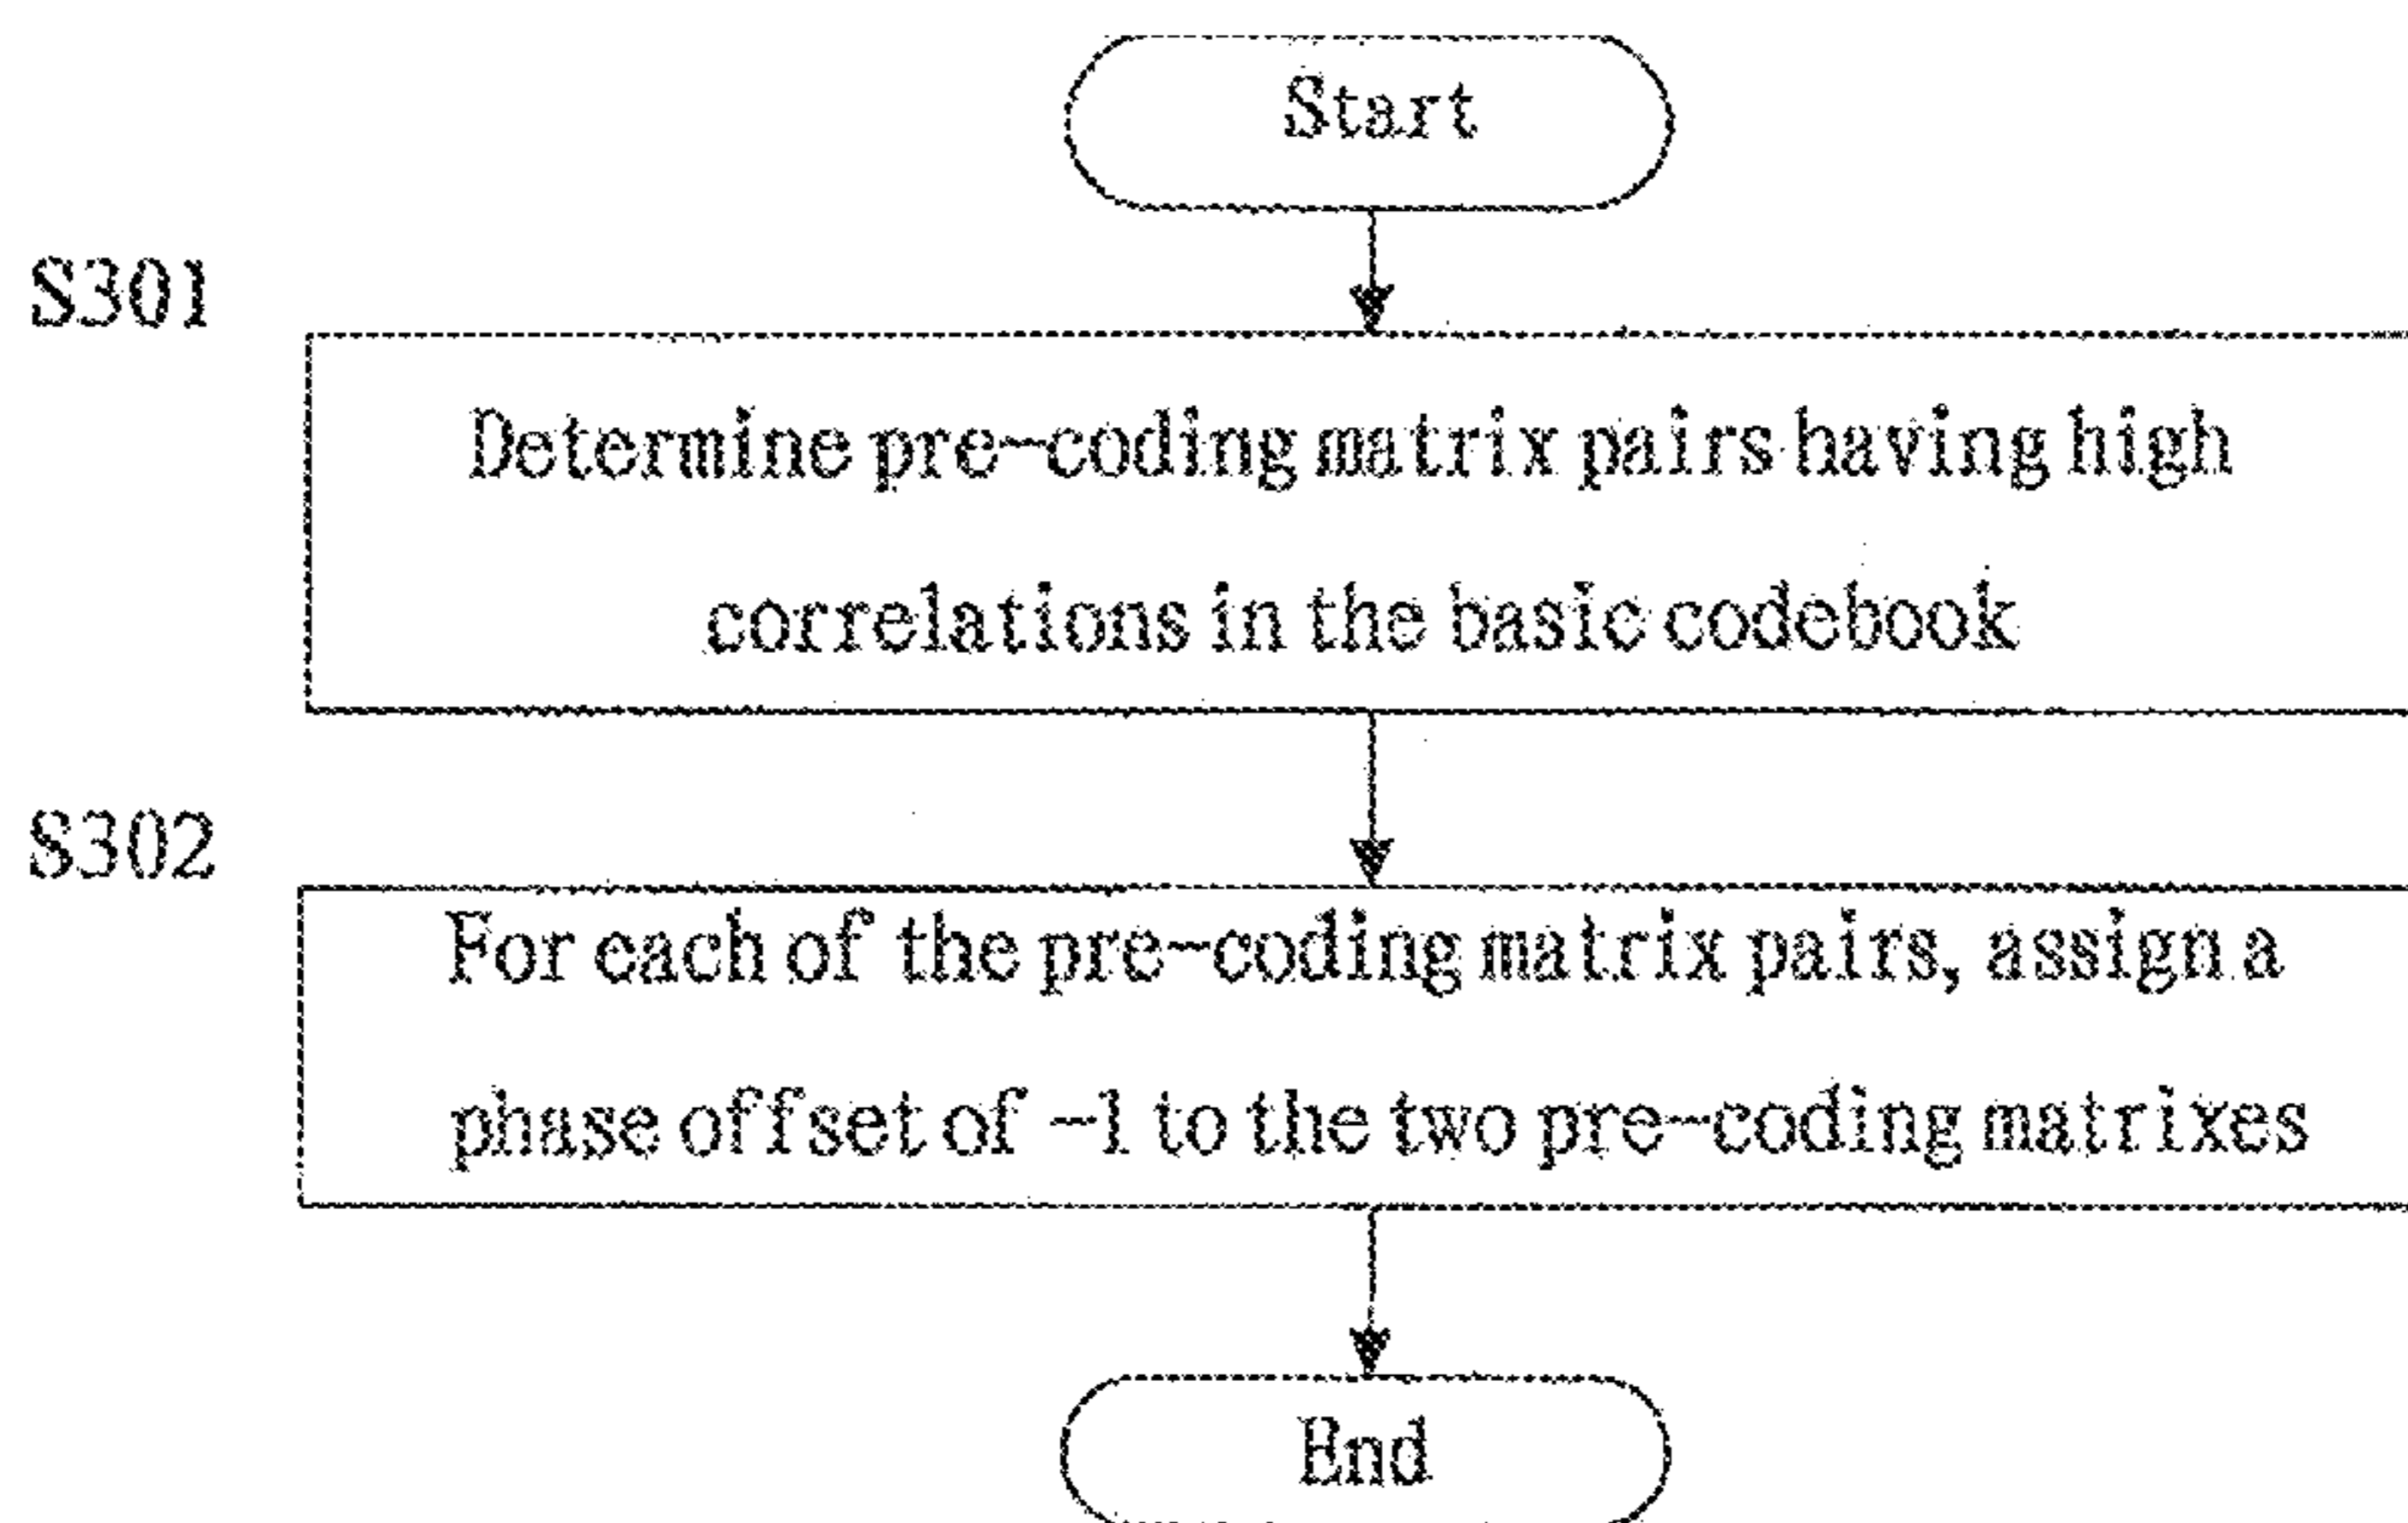 Start
S301
Determine pre-coding matrix pairs having high
correlations in the basic codebook
S302
For each of the pre-coding matrix pairs, assign a
phase offset of -1 to the two pre-coding matrixes
End